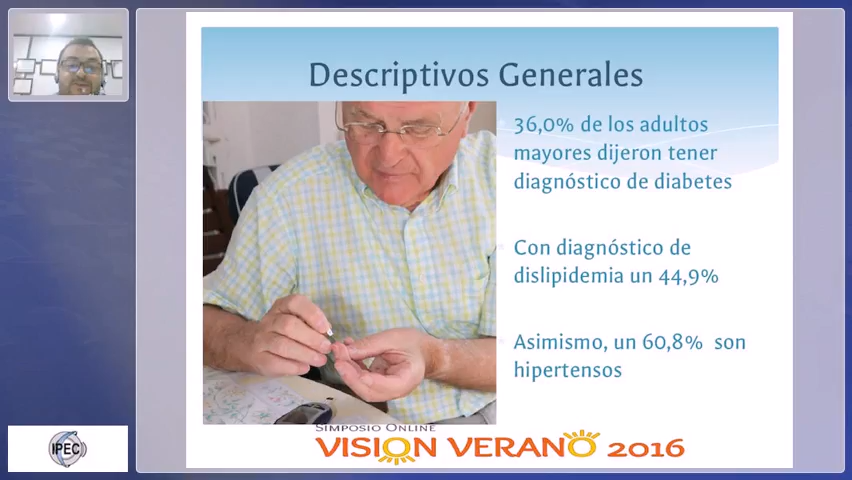 Descriptivos Generales
36,0% de los adultos
mayores dijeron tener
diagnóstico de diabetes
Con diagnóstico de
dislipidemia un 44,9%
Asimismo, un 60,8% son
hipertensos
SIMPOSIO ONLINE
VISION VERANO 2016
IPEC